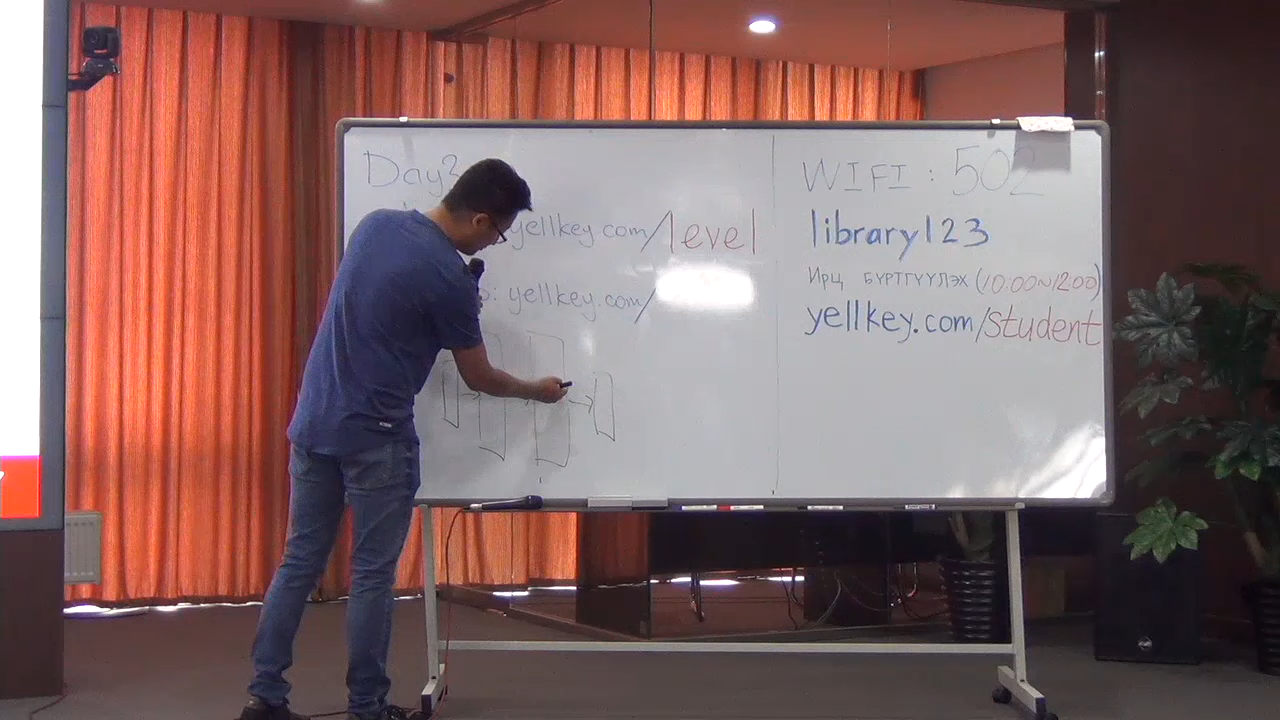 Day2
yellkey.com/level
yellkey.com/
WIFI : 502
library123
Ирц бүртгүүлэх (10:00~12:00)
yellkey.com/student